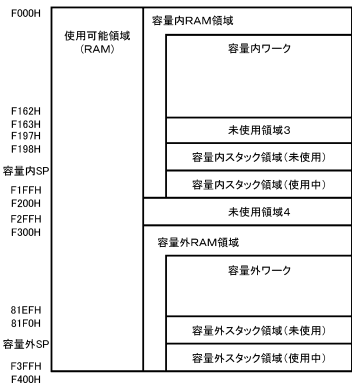 F000H
使用可能領域
(RAM)
容量内RAM領域
容量内ワーク
F162H
F163H
未使用領域3
F197H
F198H
容量内スタック領域(未使用)
容量内SP
容量内スタック領域(使用中)
F1FFH
F200H
未使用領域4
F2FFH
F300H
容量外RAM領域
容量外ワーク
81EFH
81F0H
容量外スタック領域(未使用)
容量外SP
容量外スタック領域(使用中)
F3FFH
F400H